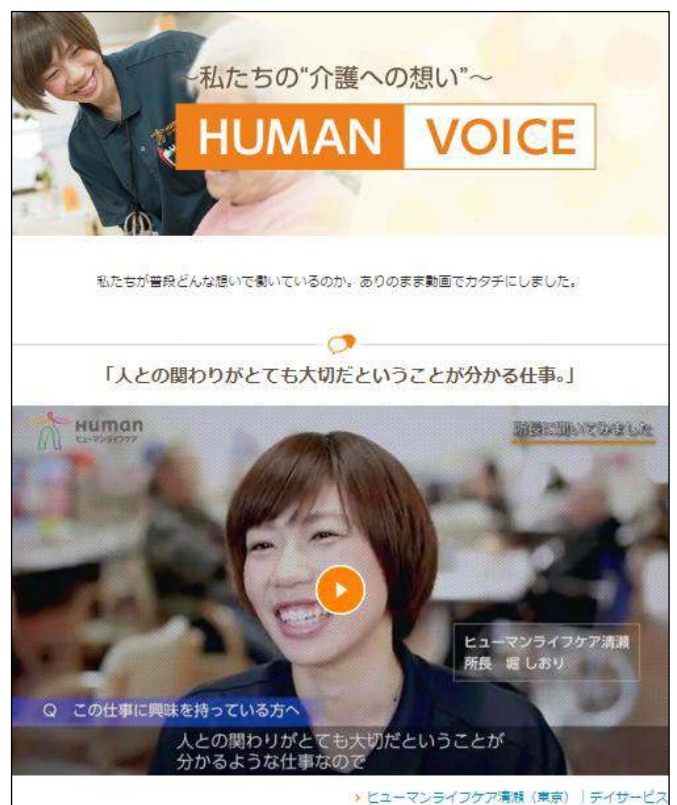 ~私たちの"介護への想い"~
HUMAN VOICE
私たちが普段どんな想いで働いているのか。ありのまま動画でカタチにしました。
「人との関わりがとても大切だということが分かる仕事。」
Human
ヒューマンライフケア
所長に聞いてみました
ヒューマンライフケア清瀬
所長 堀 しおり
Q この仕事に興味を持っている方へ
人との関わりがとても大切だということが
分かるような仕事なので
> ヒューマンライフケア清瀬（東京）｜デイサービス